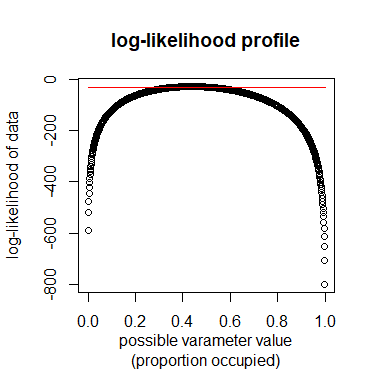 log-likelihood profile
log-likelihood of data
0
-200
-400
-600
-800
0.0 0.2 0.4 0.6 0.8 1.0
possible varameter value
(proportion occupied)